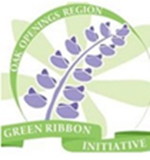 OAK OPENINGS REGION
GREEN RIBBON
INITIATIVE